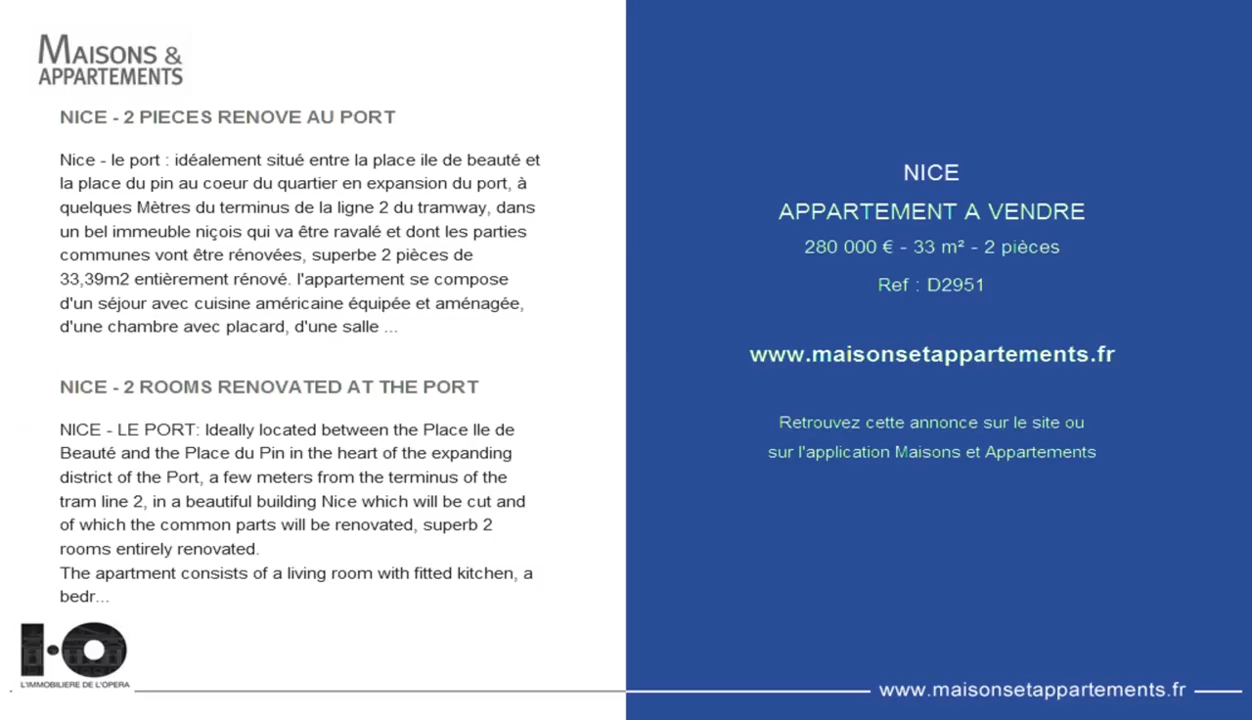 MAISONS &
APPARTEMENTS
NICE - 2 PIECES RENOVE AU PORT
Nice - le port : idéalement situé entre la place ile de beauté et
la place du pin au coeur du quartier en expansion du port, à
quelques Mètres du terminus de la ligne 2 du tramway, dans
un bel immeuble niçois qui va être ravalé et dont les parties
communes vont être rénovées, superbe 2 pièces de
33,39m2 entièrement rénové. l'appartement se compose
d'un séjour avec cuisine américaine équipée et aménagée,
d'une chambre avec placard, d'une salle ...
NICE - 2 ROOMS RENOVATED AT THE PORT
NICE - LE PORT: Ideally located between the Place Ile de
Beauté and the Place du Pin in the heart of the expanding
district of the Port, a few meters from the terminus of the
tram line 2, in a beautiful building Nice which will be cut and
of which the common parts will be renovated, superb 2
rooms entirely renovated.
The apartment consists of a living room with fitted kitchen, a
bedr...
I-O
L'IMMOBILIERE DE L'OPERA
NICE
APPARTEMENT A VENDRE
280 000 € - 33 m² - 2 pièces
Ref : D2951
www.maisonsetappartements.fr
Retrouvez cette annonce sur le site ou
sur l'application Maisons et Appartements
www.maisonsetappartements.fr